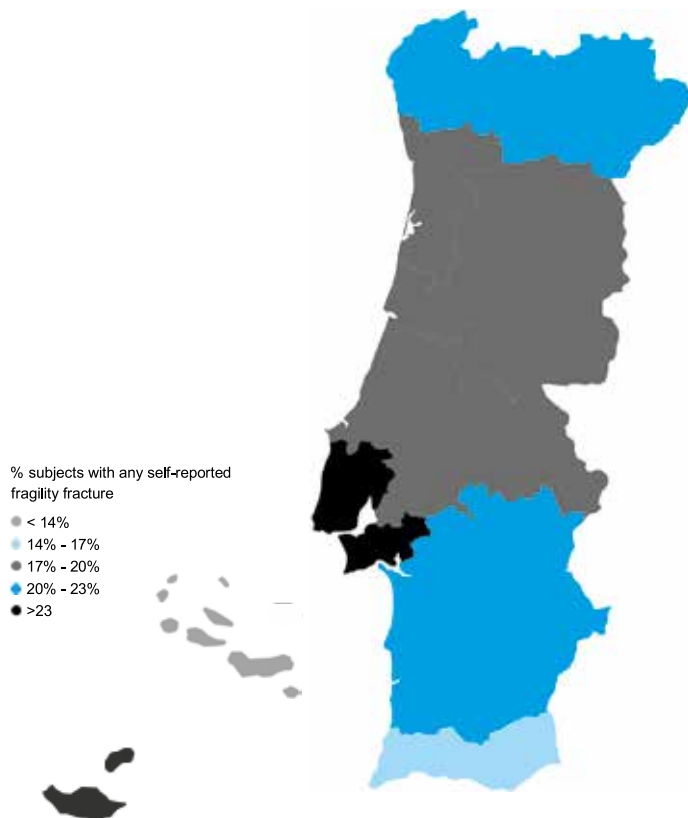 % subjects with any self-reported
fragility fracture
< 14%
14% - 17%
17% - 20%
20% - 23%
>23